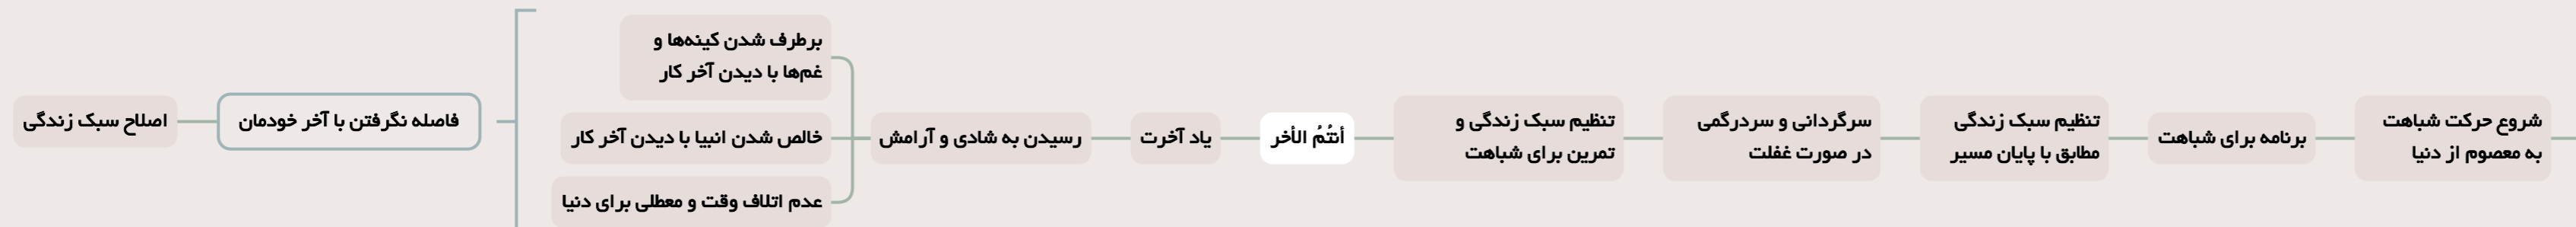 شروع حرکت شباهت
به معصوم از دنیا
برنامه برای شباهت
تنظیم سبک زندگی
مطابق با پایان مسیر
سرگردانی و سردرگمی
در صورت غفلت
تنظیم سبک زندگی و
تمرین برای شباهت
أنتُمُ الأخر
یاد آخرت
رسیدن به شادی و آرامش
برطرف شدن کینه‌ها و
غم‌ها با دیدن آخر کار
خالص شدن انبیا با دیدن آخر کار
عدم اتلاف وقت و معطلی برای دنیا
فاصله نگرفتن با آخر خودمان
اصلاح سبک زندگی